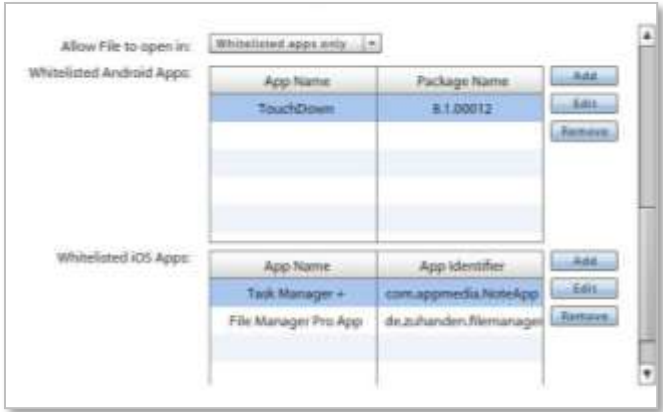 Allow File to open in: Whitelisted apps only
Whitelisted Android Apps:
App Name Package Name Add
TouchDown 8.1.00012 Edit
Remove
Whitelisted iOS Apps:
App Name App Identifier Add
Task Manager + com.appmedia.NoteApp Edit
File Manager Pro App de.zuhanden.filemanager Remove